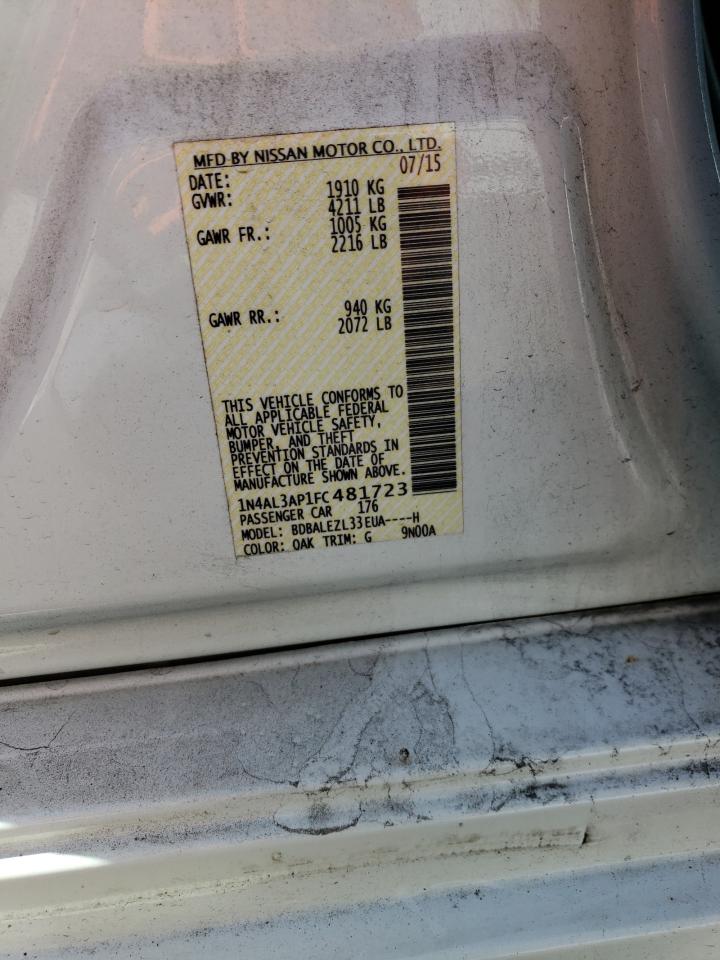 MFD BY NISSAN MOTOR CO., LTD.
DATE: 07/15
GVWR: 1910 KG
4211 LB
GAWR FR.: 1005 KG
2216 LB
GAWR RR.: 940 KG
2072 LB
THIS VEHICLE CONFORMS TO
ALL APPLICABLE FEDERAL
MOTOR VEHICLE SAFETY,
BUMPER, AND THEFT
PREVENTION STANDARDS IN
EFFECT ON THE DATE OF
MANUFACTURE SHOWN ABOVE.
1N4AL3AP1FC481723
PASSENGER CAR 176
MODEL: BDBALEZL33EUA----H
COLOR: OAK TRIM: G 9N00A